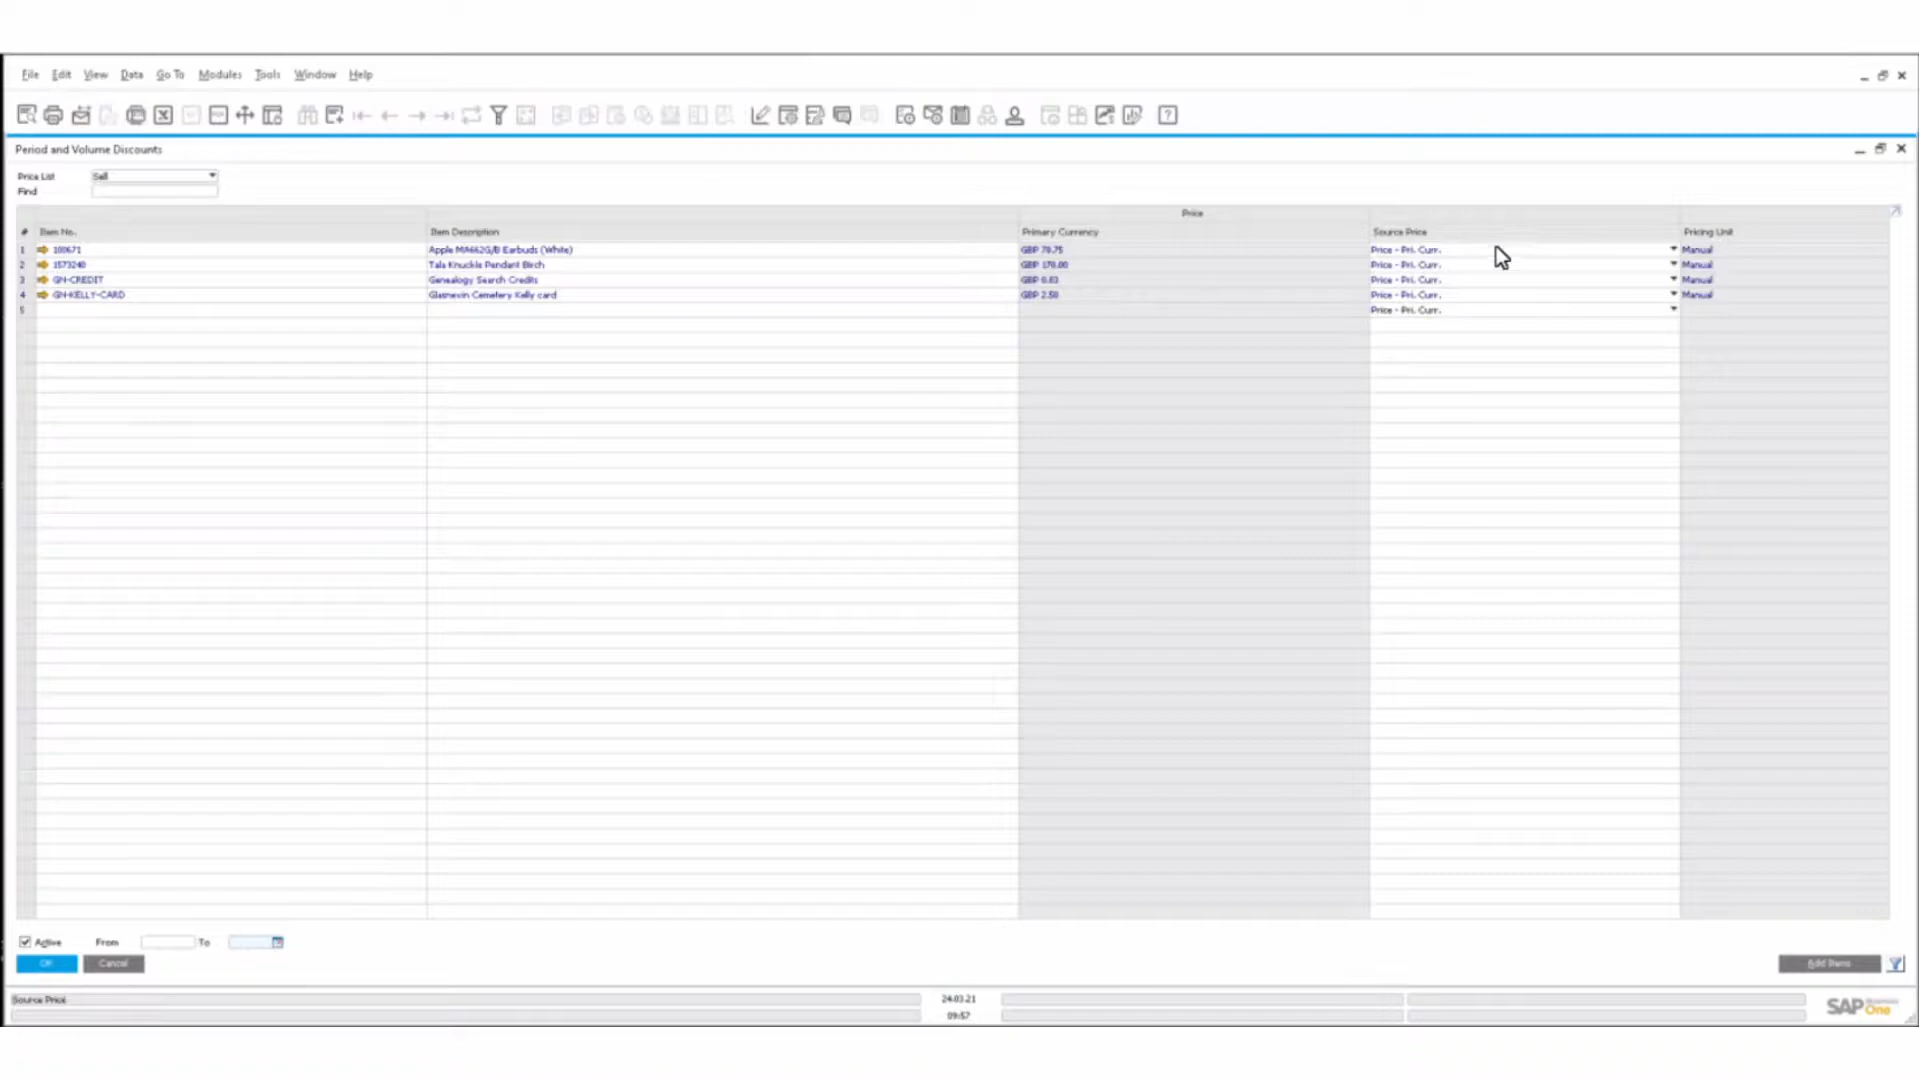 File Edit View Data Go To Modules Tools Window Help
Period and Volume Discounts
Price List Sell
Find
Price
# Item No. Item Description Primary Currency Source Price Pricing Unit
1 100671 Apple MA662G/B Earbuds (White) GBP 70.75 Price - Pri. Curr. Manual
2 1573240 Tala Knuckle Pendant Birch GBP 170.00 Price - Pri. Curr. Manual
3 GN-CREDIT Genealogy Search Credits GBP 0.83 Price - Pri. Curr. Manual
4 GN-KELLY-CARD Glasnevin Cemetery Kelly card GBP 2.50 Price - Pri. Curr. Manual
5 Price - Pri. Curr.
Active From To
OK Cancel Add Items
Source Price 24.03.21
09:57
SAP Business One